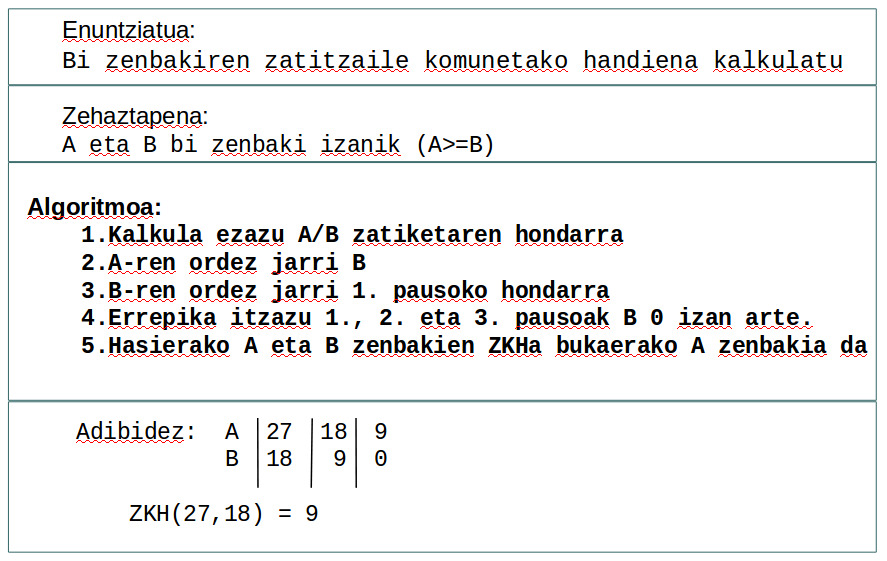 Enuntziatua:
Bi zenbakiren zatitzaile komunetako handiena kalkulatu
Zehaztapena:
A eta B bi zenbaki izanik (A>=B)
Algoritmoa:
1.Kalkula ezazu A/B zatiketaren hondarra
2.A-ren ordez jarri B
3.B-ren ordez jarri 1. pausoko hondarra
4.Errepika itzazu 1., 2. eta 3. pausoak B 0 izan arte.
5.Hasierako A eta B zenbakien ZKHa bukaerako A zenbakia da
Adibidez: A 27 18 9
B 18 9 0
ZKH(27,18) = 9